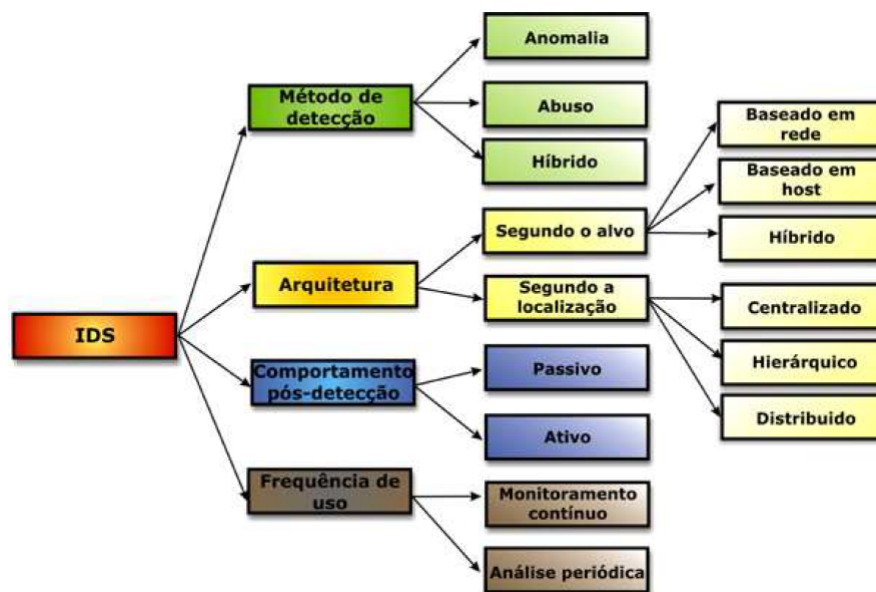 Anomalia
Método de
detecção
Abuso
Baseado em
rede
Híbrido
Baseado em
host
Segundo o alvo
Híbrido
Arquitetura
Segundo a
localização
Centralizado
IDS
Comportamento
pós-detecção
Passivo
Hierárquico
Ativo
Distribuido
Frequência de
uso
Monitoramento
contínuo
Análise periódica